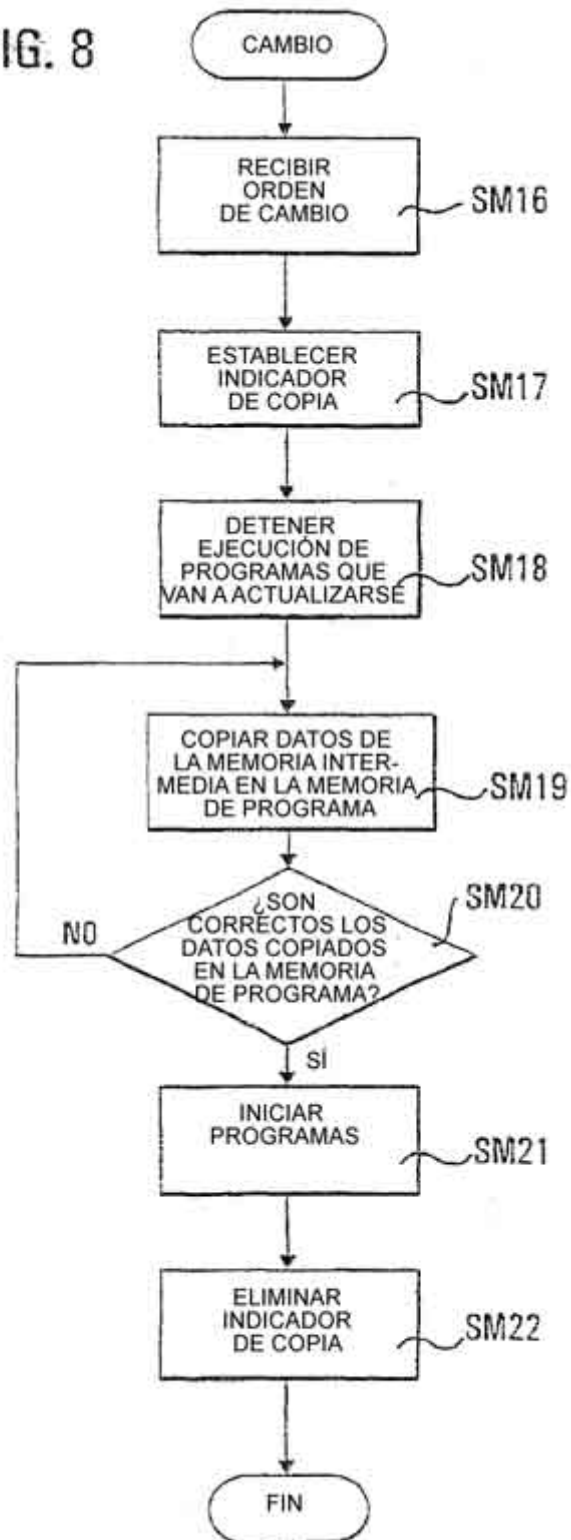 IG. 8
CAMBIO
RECIBIR
ORDEN
DE CAMBIO
SM16
ESTABLECER
INDICADOR
DE COPIA
SM17
DETENER
EJECUCIÓN DE
PROGRAMAS QUE
VAN A ACTUALIZARSE
SM18
COPIAR DATOS DE
LA MEMORIA INTER-
MEDIA EN LA MEMORIA
DE PROGRAMA
SM19
¿SON
CORRECTOS LOS
DATOS COPIADOS
EN LA MEMORIA
DE PROGRAMA?
SM20
NO
SÍ
INICIAR
PROGRAMAS
SM21
ELIMINAR
INDICADOR
DE COPIA
SM22
FIN